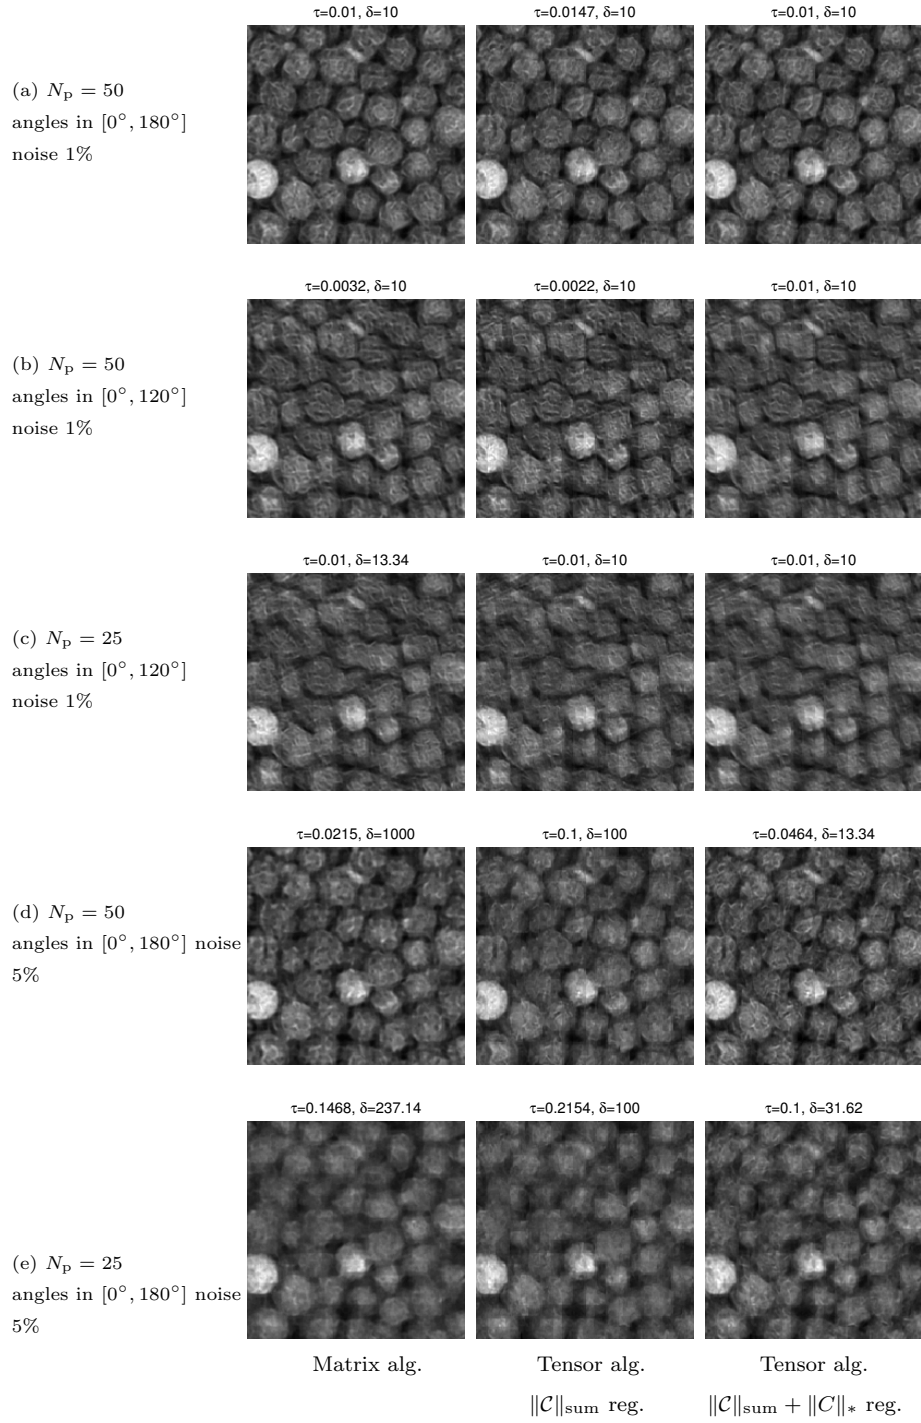 τ=0.01, δ=10
τ=0.0147, δ=10
τ=0.01, δ=10
(a) Nₚ = 50
angles in [0°, 180°]
noise 1%
τ=0.0032, δ=10
τ=0.0022, δ=10
τ=0.01, δ=10
(b) Nₚ = 50
angles in [0°, 120°]
noise 1%
τ=0.01, δ=13.34
τ=0.01, δ=10
τ=0.01, δ=10
(c) Nₚ = 25
angles in [0°, 120°]
noise 1%
τ=0.0215, δ=1000
τ=0.1, δ=100
τ=0.0464, δ=13.34
(d) Nₚ = 50
angles in [0°, 180°] noise
5%
τ=0.1468, δ=237.14
τ=0.2154, δ=100
τ=0.1, δ=31.62
(e) Nₚ = 25
angles in [0°, 180°] noise
5%
Matrix alg.
Tensor alg.
‖𝒞‖sum reg.
Tensor alg.
‖𝒞‖sum + ‖C‖* reg.